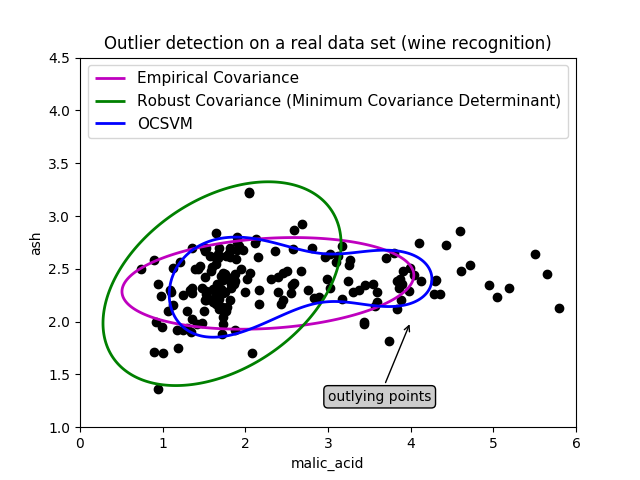 Outlier detection on a real data set (wine recognition)
Empirical Covariance
Robust Covariance (Minimum Covariance Determinant)
OCSVM
4.5
4.0
3.5
3.0
2.5
2.0
1.5
1.0
ash
outlying points
0 1 2 3 4 5 6
malic_acid